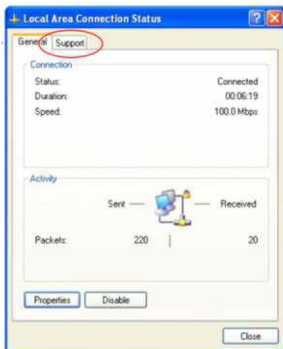 Local Area Connection Status
General Support
Connection
Status: Connected
Duration: 00:06:19
Speed: 100.0 Mbps
Activity
Sent Received
Packets: 220 20
Properties Disable
Close